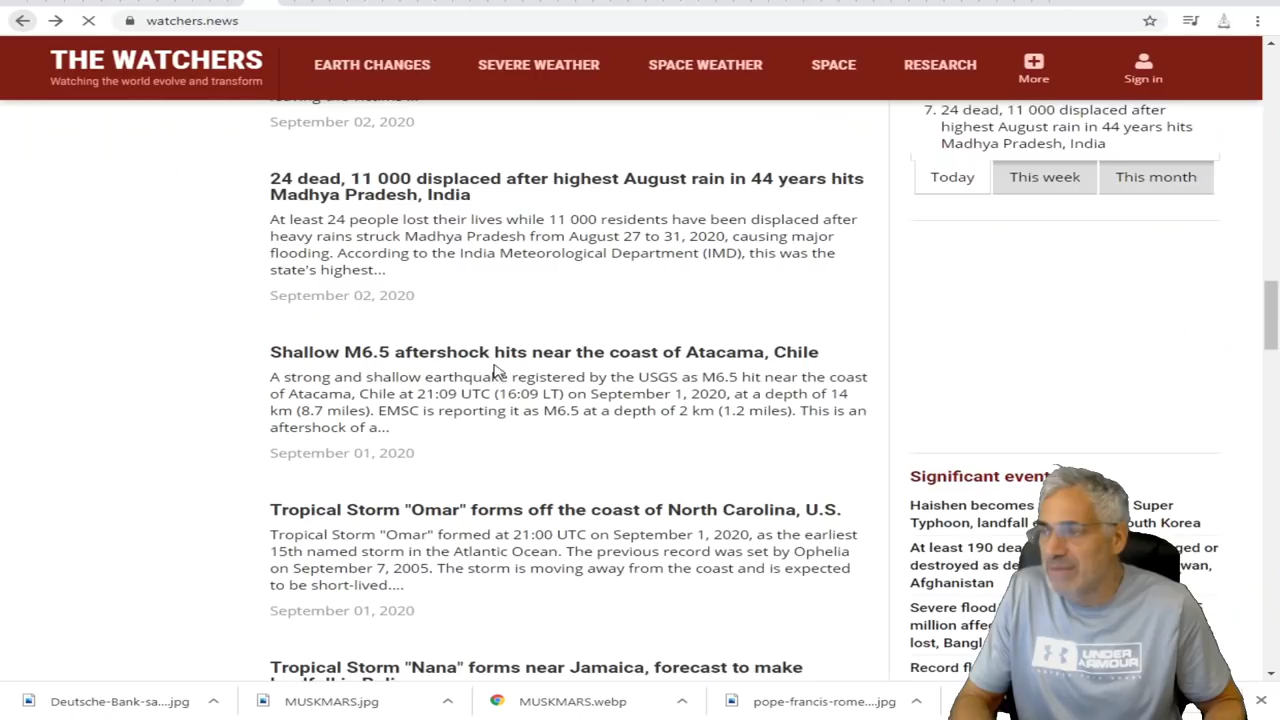 watchers.news
THE WATCHERS
Watching the world evolve and transform
EARTH CHANGES
SEVERE WEATHER
SPACE WEATHER
SPACE
RESEARCH
More
Sign in
September 02, 2020
24 dead, 11 000 displaced after highest August rain in 44 years hits
Madhya Pradesh, India
At least 24 people lost their lives while 11 000 residents have been displaced after
heavy rains struck Madhya Pradesh from August 27 to 31, 2020, causing major
flooding. According to the India Meteorological Department (IMD), this was the
state's highest...
September 02, 2020
Shallow M6.5 aftershock hits near the coast of Atacama, Chile
A strong and shallow earthquake registered by the USGS as M6.5 hit near the coast
of Atacama, Chile at 21:09 UTC (16:09 LT) on September 1, 2020, at a depth of 14
km (8.7 miles). EMSC is reporting it as M6.5 at a depth of 2 km (1.2 miles). This is an
aftershock of a...
September 01, 2020
Tropical Storm "Omar" forms off the coast of North Carolina, U.S.
Tropical Storm "Omar" formed at 21:00 UTC on September 1, 2020, as the earliest
15th named storm in the Atlantic Ocean. The previous record was set by Ophelia
on September 7, 2005. The storm is moving away from the coast and is expected
to be short-lived....
September 01, 2020
Tropical Storm "Nana" forms near Jamaica, forecast to make
7. 24 dead, 11 000 displaced after
highest August rain in 44 years hits
Madhya Pradesh, India
Today
This week
This month
Significant event
Haishen becomes Super
Typhoon, landfall South Korea
At least 190 dea or
destroyed as de
Afghanistan
Severe flood
million affe
lost, Bangl
Record fl
UNDER
ARMOUR
Deutsche-Bank-sa....jpg
MUSKMARS.jpg
MUSKMARS.webp
pope-francis-rome....jpg